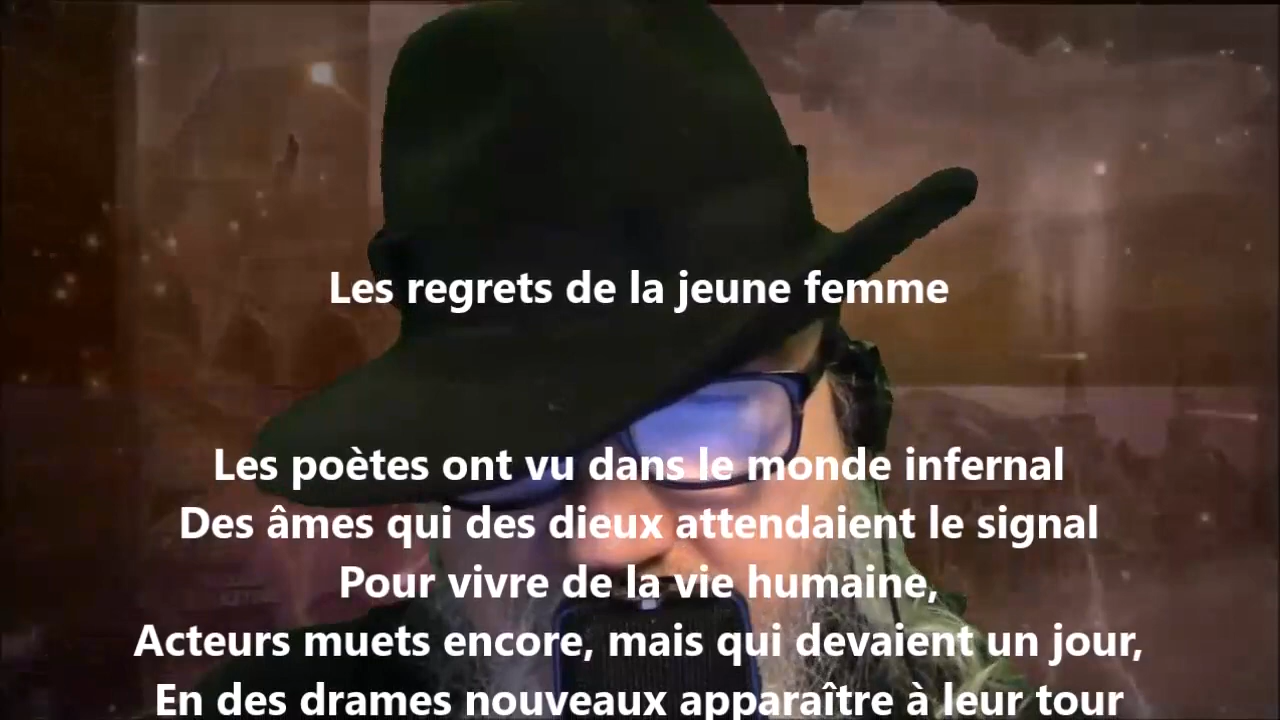 Les regrets de la jeune femme
Les poètes ont vu dans le monde infernal
Des âmes qui des dieux attendaient le signal
Pour vivre de la vie humaine,
Acteurs muets encore, mais qui devaient un jour,
En des drames nouveaux apparaître à leur tour